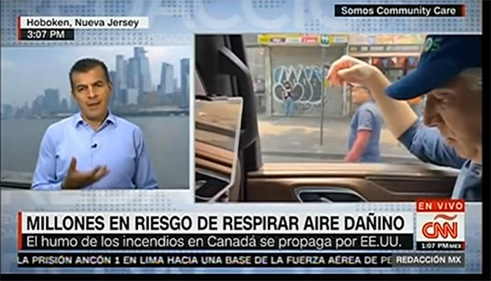 Hoboken, Nueva Jersey
3:07 PM
Somos Community Care
MILLONES EN RIESGO DE RESPIRAR AIRE DAÑINO
El humo de los incendios en Canadá se propaga por EE.UU.
EN VIVO
CNN
1:07 PM MEX
LA PRISIÓN ANCÓN 1 EN LIMA HACIA UNA BASE DE LA FUERZA AÉREA DE PE
REDACCIÓN MX